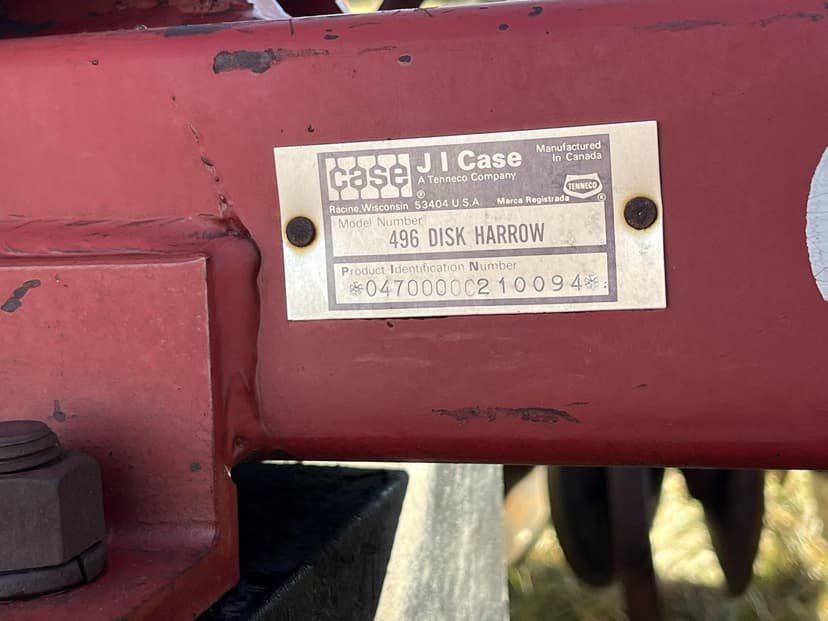 case
®
J I Case
A Tenneco Company
Manufactured
In Canada
Racine, Wisconsin 53404 U.S.A.
Marca Registrada
TENNECO
®
Model Number
496 DISK HARROW
Product Identification Number
*0470000C210094*